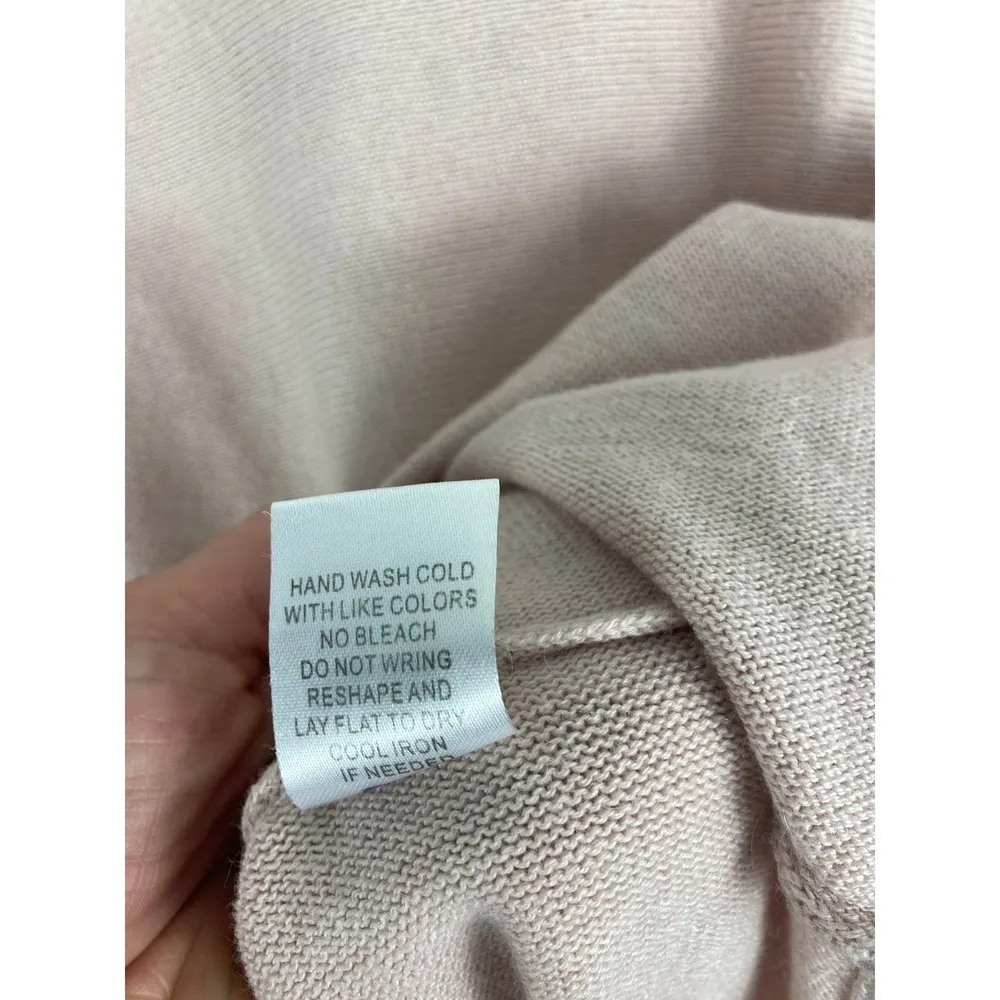 HAND WASH COLD
WITH LIKE COLORS
NO BLEACH
DO NOT WRING
RESHAPE AND
LAY FLAT TO DRY
COOL IRON
IF NEEDED